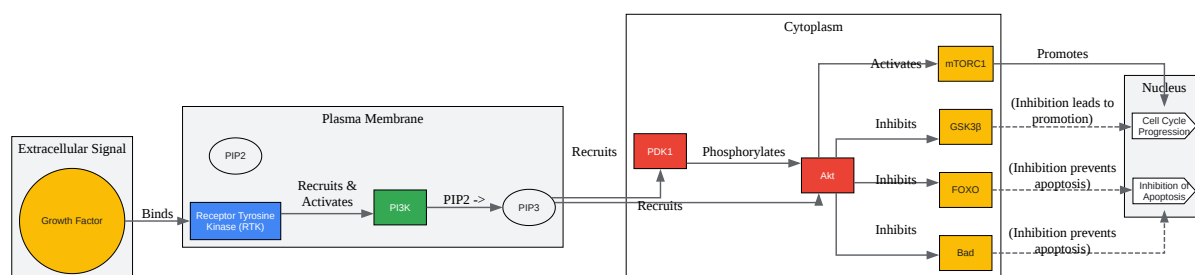 Extracellular Signal
Growth Factor
Binds
Plasma Membrane
PIP2
Receptor Tyrosine
Kinase (RTK)
Recruits &
Activates
PI3K
PIP2 ->
PIP3
Recruits
Recruits
Cytoplasm
PDK1
Phosphorylates
Akt
Activates
mTORC1
Promotes
Inhibits
GSK3β
(Inhibition leads to
promotion)
Inhibits
FOXO
(Inhibition prevents
apoptosis)
Inhibits
Bad
(Inhibition prevents
apoptosis)
Nucleus
Cell Cycle
Progression
Inhibition of
Apoptosis